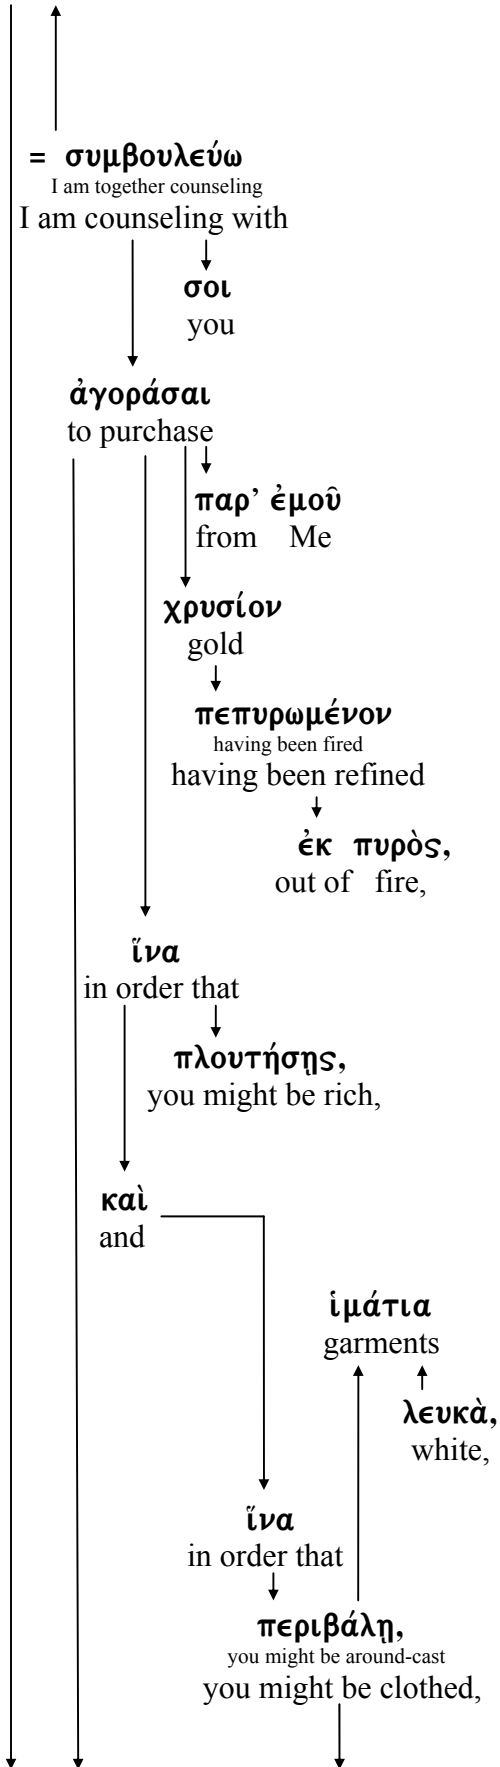 = συμβουλεύω
I am together counseling
I am counseling with
σοι
you
ἀγοράσαι
to purchase
παρ’ ἐμοῦ
from Me
χρυσίον
gold
πεπυρωμένον
having been fired
having been refined
ἐκ πυρὸς,
out of fire,
ἵνα
in order that
πλουτήσῃς,
you might be rich,
καὶ
and
ἱμάτια
garments
λευκὰ,
white,
ἵνα
in order that
περιβάλῃ,
you might be around-cast
you might be clothed,